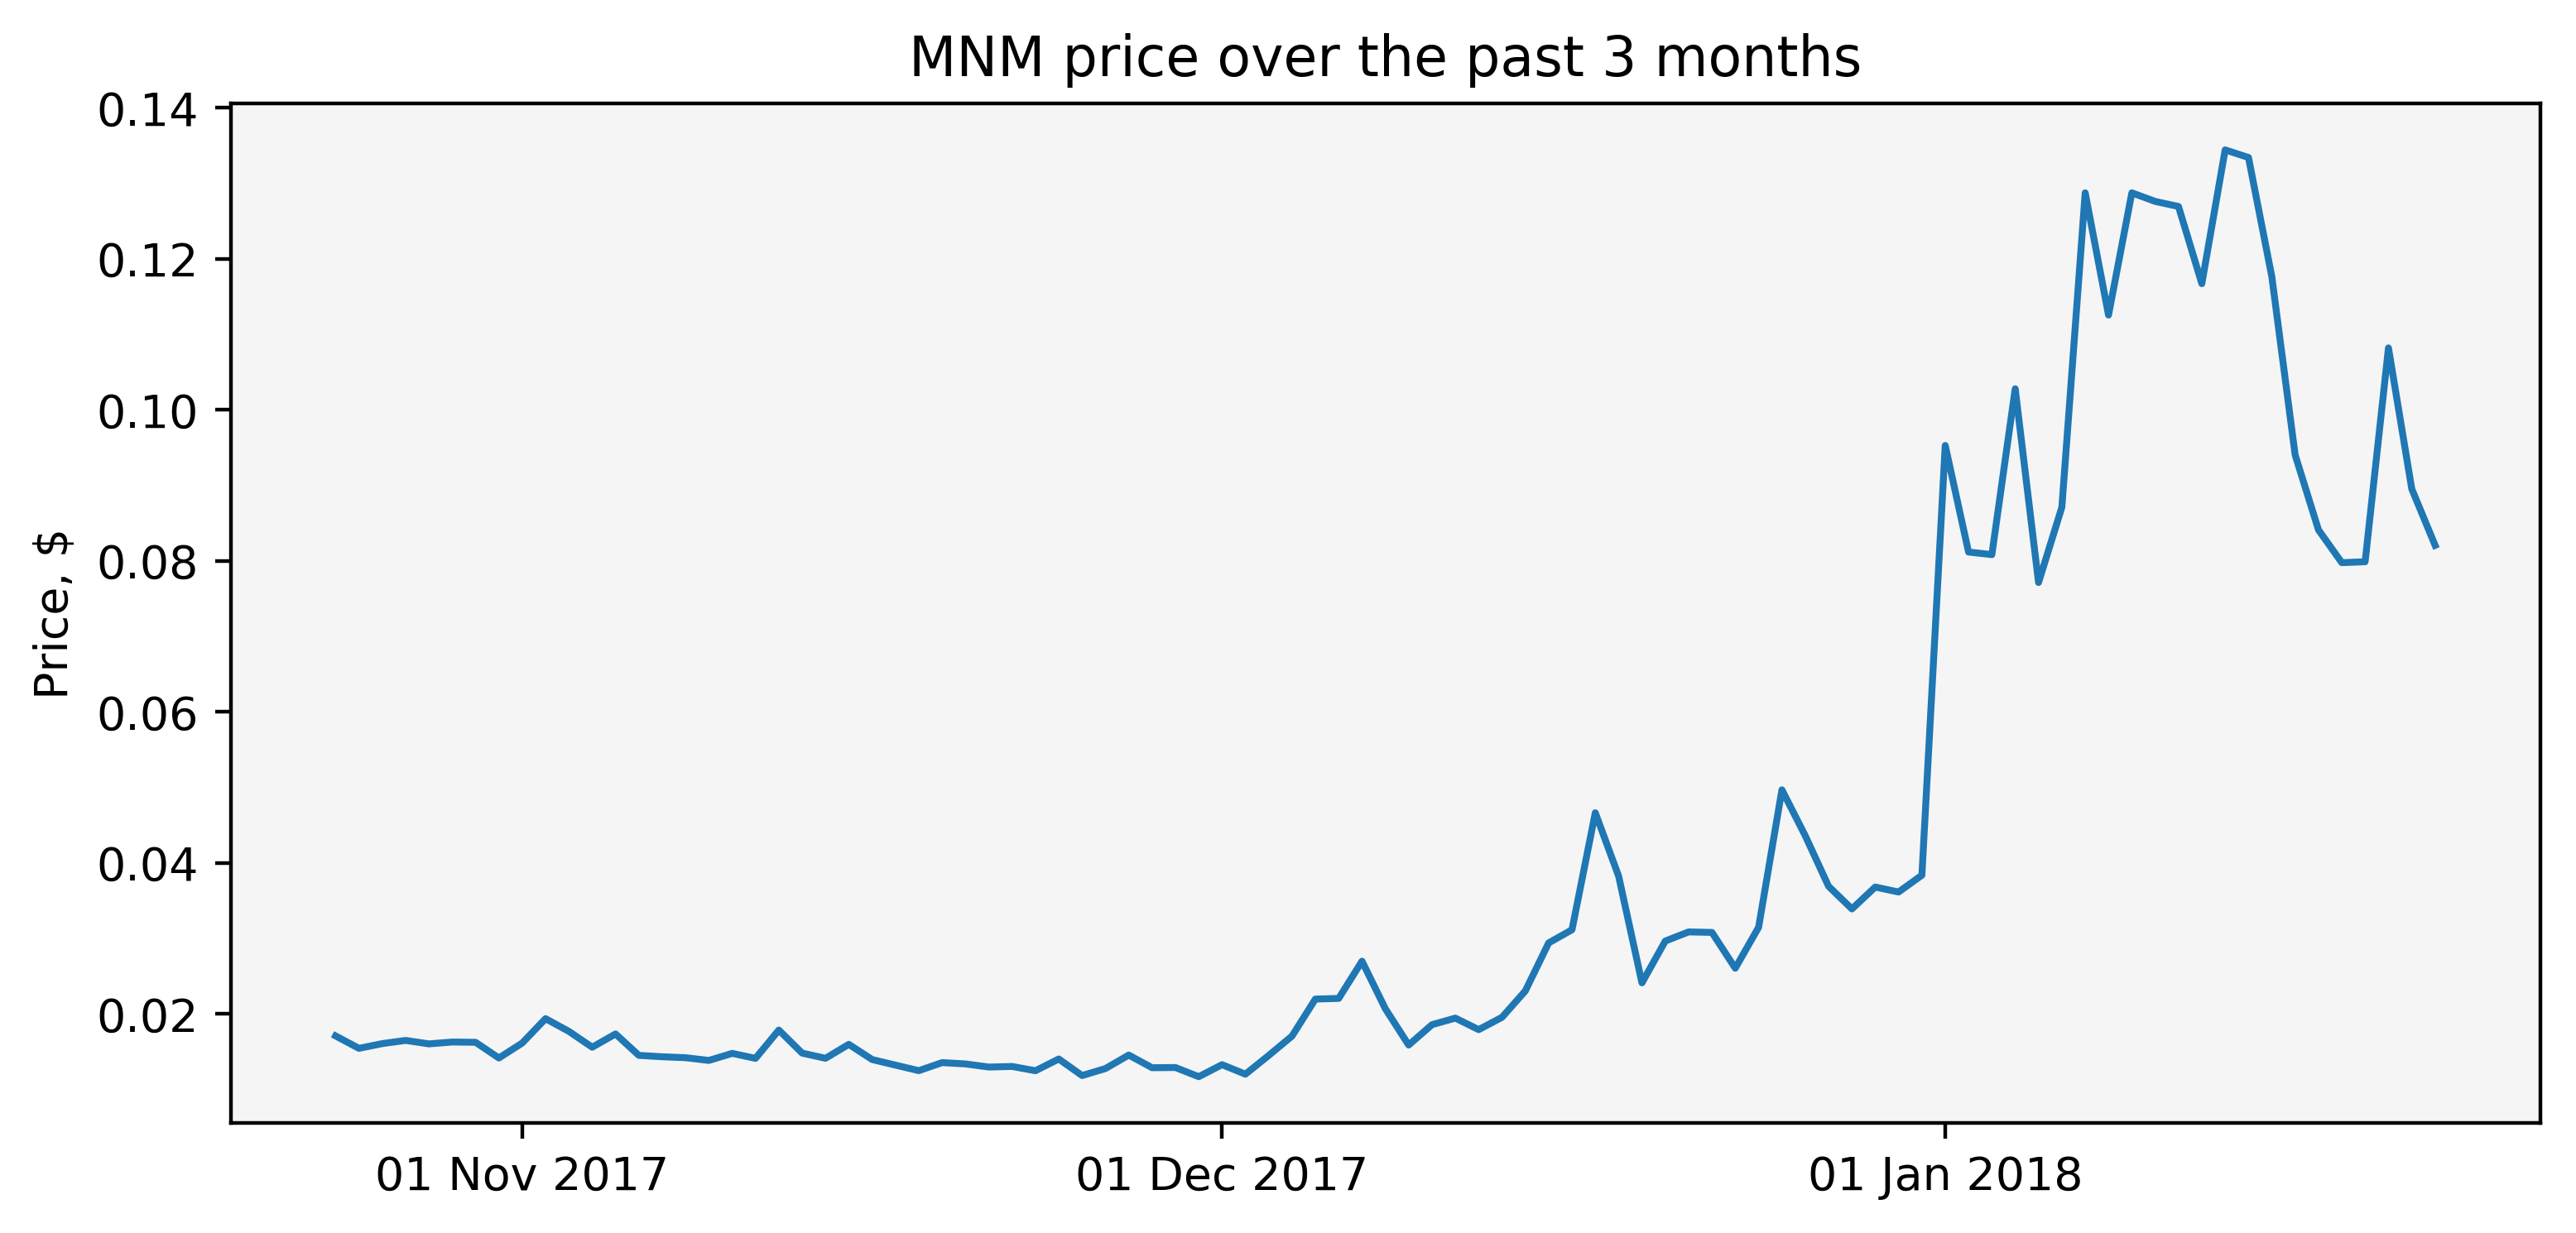 MNM price over the past 3 months
0.14
0.12
0.10
0.08
0.06
0.04
0.02
Price, $
01 Nov 2017
01 Dec 2017
01 Jan 2018